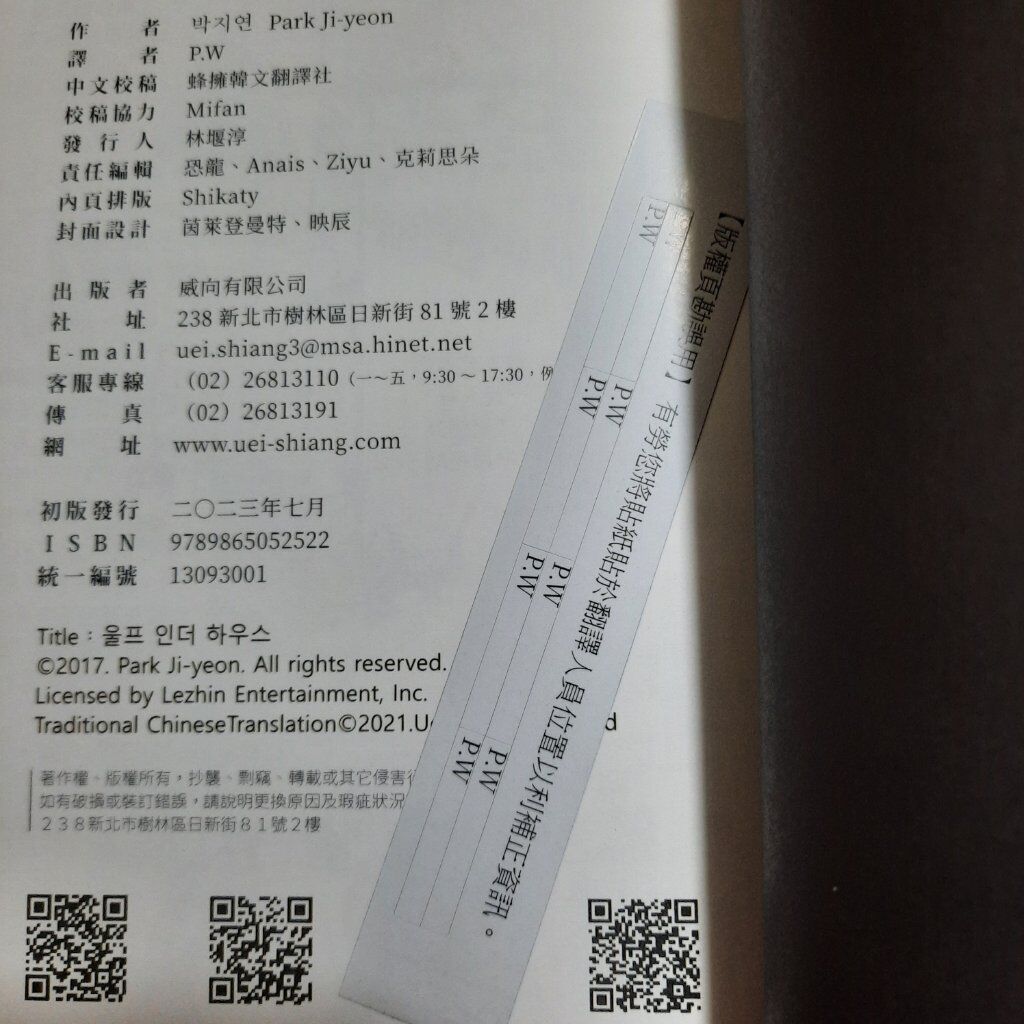 作者 박지연 Park Ji-yeon
譯者 P.W
中文校稿 蜂擁韓文翻譯社
校稿協力 Mifan
發行人 林堰淳
責任編輯 恐龍、Anais、Ziyu、克莉思朵
內頁排版 Shikaty
封面設計 茵萊登曼特、映辰
出版者 威向有限公司
社址 238 新北市樹林區日新街 81 號 2 樓
E-mail uei.shiang3@msa.hinet.net
客服專線 （02）26813110（一～五，9:30 ～ 17:30，例
傳真 （02）26813191
網址 www.uei-shiang.com
初版發行 二〇二三年七月
ISBN 9789865052522
統一編號 13093001
Title：울프 인더 하우스
©2017. Park Ji-yeon. All rights reserved.
Licensed by Lezhin Entertainment, Inc.
Traditional ChineseTranslation©2021.Ue d
著作權、版權所有，抄襲、剽竊、轉載或其它侵害行
如有破損或裝訂錯誤，請說明更換原因及瑕疵狀況
２３８新北市樹林區日新街８１號２樓
【版權頁勘誤用】有勞您將貼紙貼於翻譯人員位置以利補正資訊。
P.W P.W P.W P.W
P.W P.W P.W P.W